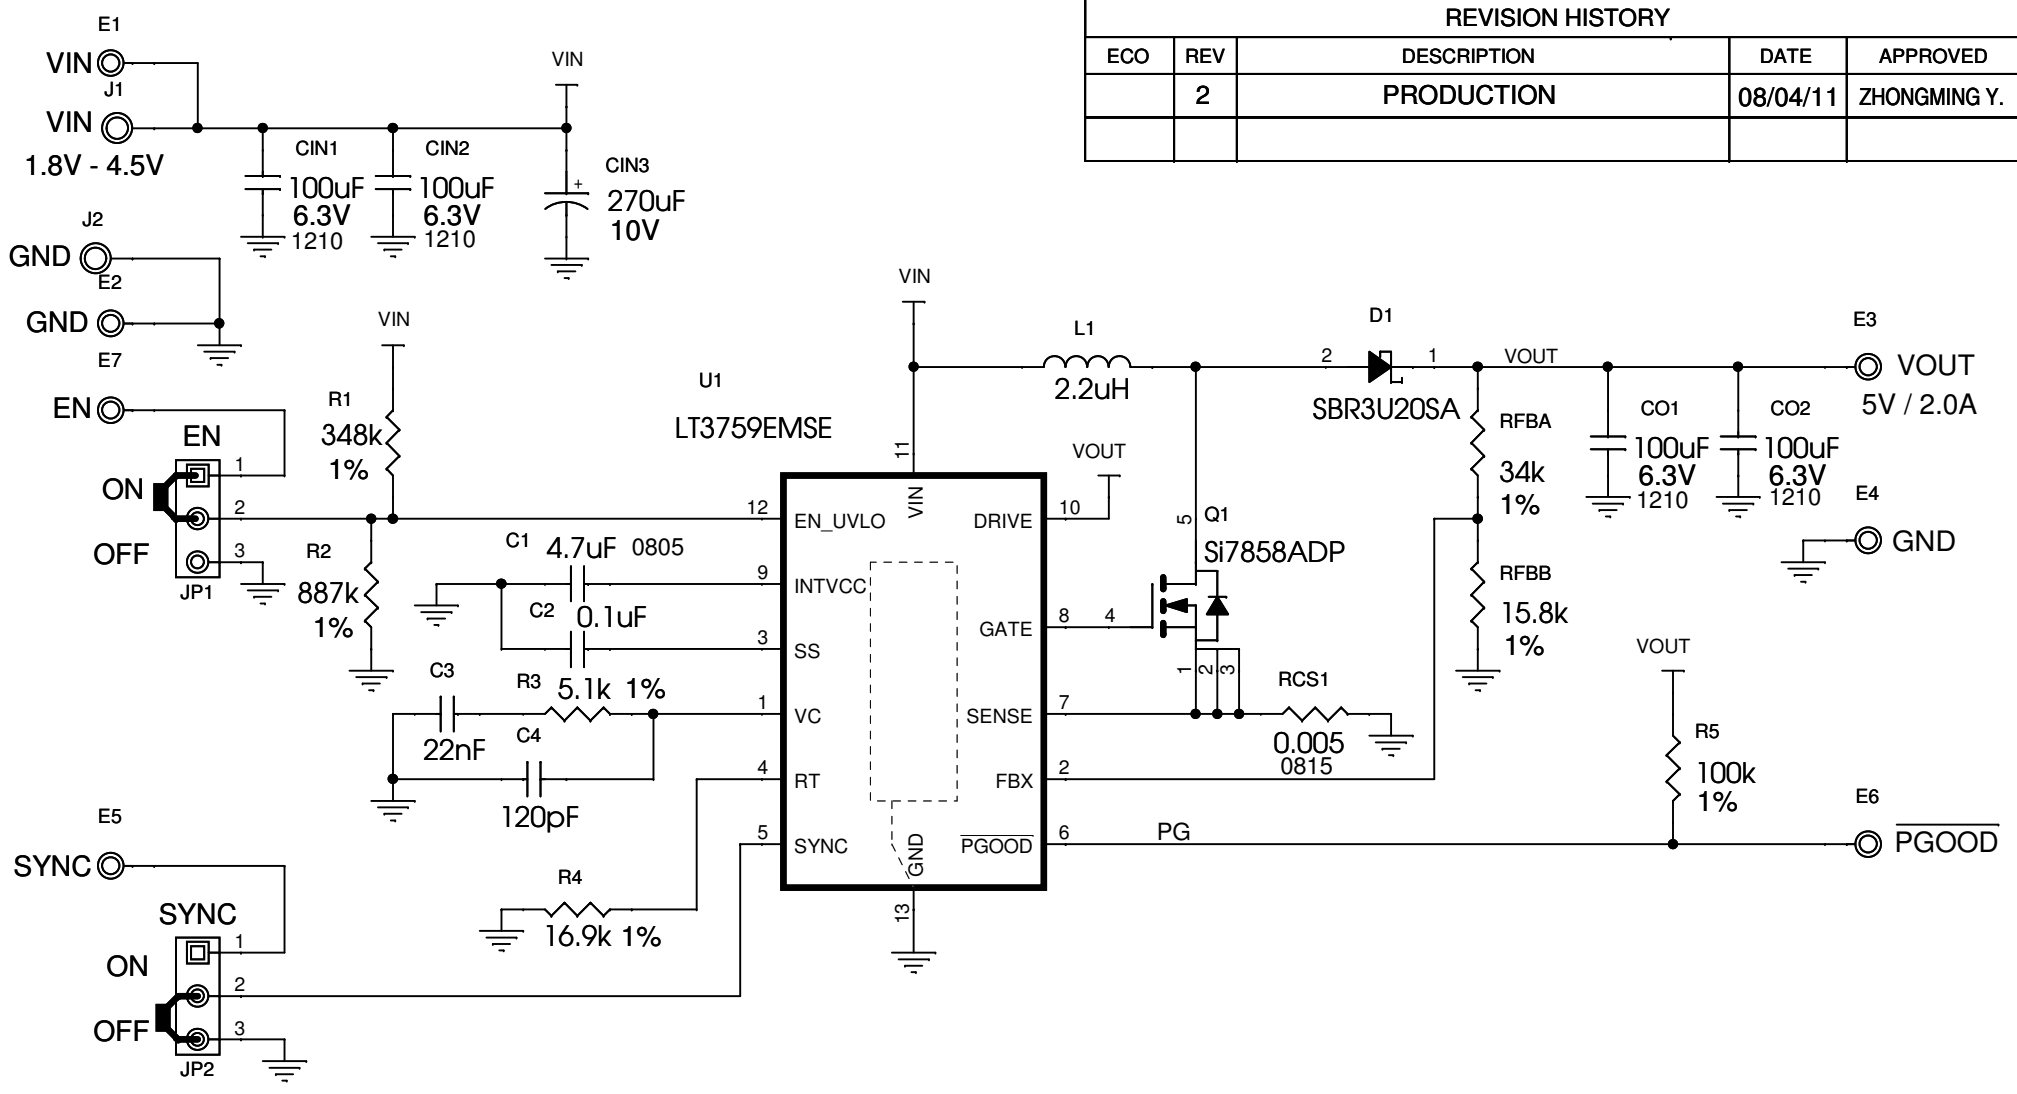 REVISION HISTORY
ECO REV DESCRIPTION DATE APPROVED
2 PRODUCTION 08/04/11 ZHONGMING Y.
E1
VIN
J1
VIN
1.8V - 4.5V
VIN
CIN1
100uF
6.3V
1210
CIN2
100uF
6.3V
1210
CIN3
+
270uF
10V
J2
GND
E2
GND
E7
EN
EN
ON
OFF
1
2
3
JP1
VIN
R1
348k
1%
R2
887k
1%
C1 4.7uF 0805
C2 0.1uF
C3
22nF
R3 5.1k 1%
C4
120pF
R4
16.9k 1%
E5
SYNC
SYNC
ON
OFF
1
2
3
JP2
U1
LT3759EMSE
VIN
11
VIN
12 EN_UVLO
9 INTVCC
3 SS
1 VC
4 RT
5 SYNC
DRIVE 10
GATE 8
SENSE 7
FBX 2
PGOOD 6
GND
13
VOUT
L1
2.2uH
Q1
Si7858ADP
5
4
1
2
3
RCS1
0.005
0815
D1
2 1
SBR3U20SA
VOUT
RFBA
34k
1%
RFBB
15.8k
1%
CO1
100uF
6.3V
1210
CO2
100uF
6.3V
1210
E3
VOUT
5V / 2.0A
E4
GND
VOUT
R5
100k
1%
PG
E6
PGOOD